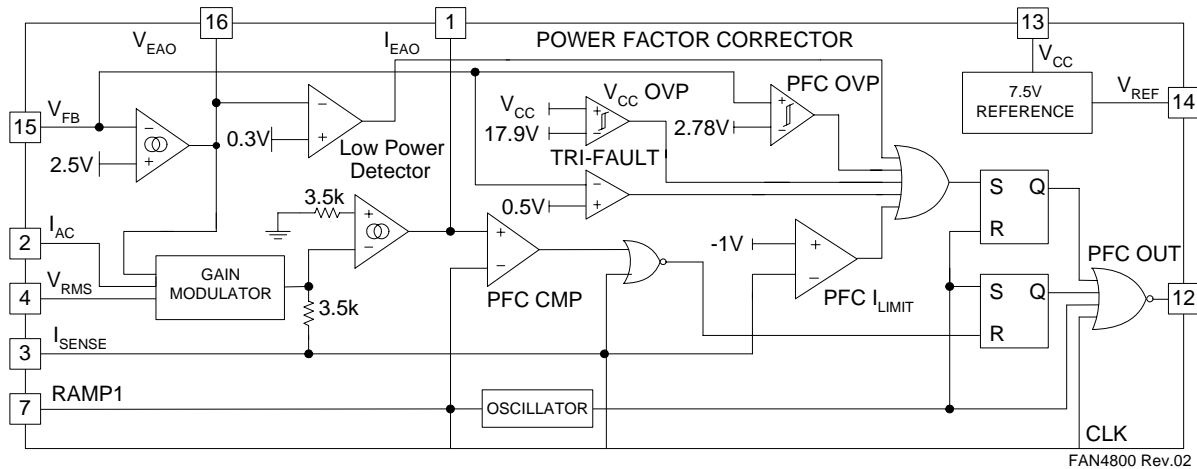 16 1 13
V_EAO I_EAO POWER FACTOR CORRECTOR V_CC
7.5V
REFERENCE
V_REF
14
V_FB
15
2.5V
0.3V
Low Power
Detector
V_CC
17.9V
V_CC OVP
2.78V
PFC OVP
TRI-FAULT
0.5V
3.5k
S Q
R
I_AC
2
V_RMS
4
GAIN
MODULATOR
3.5k
PFC CMP
-1V
PFC I_LIMIT
PFC OUT
S Q
R
12
I_SENSE
3
RAMP1
7
OSCILLATOR
CLK
FAN4800 Rev.02
- + - + + - + - - + + - + - + -